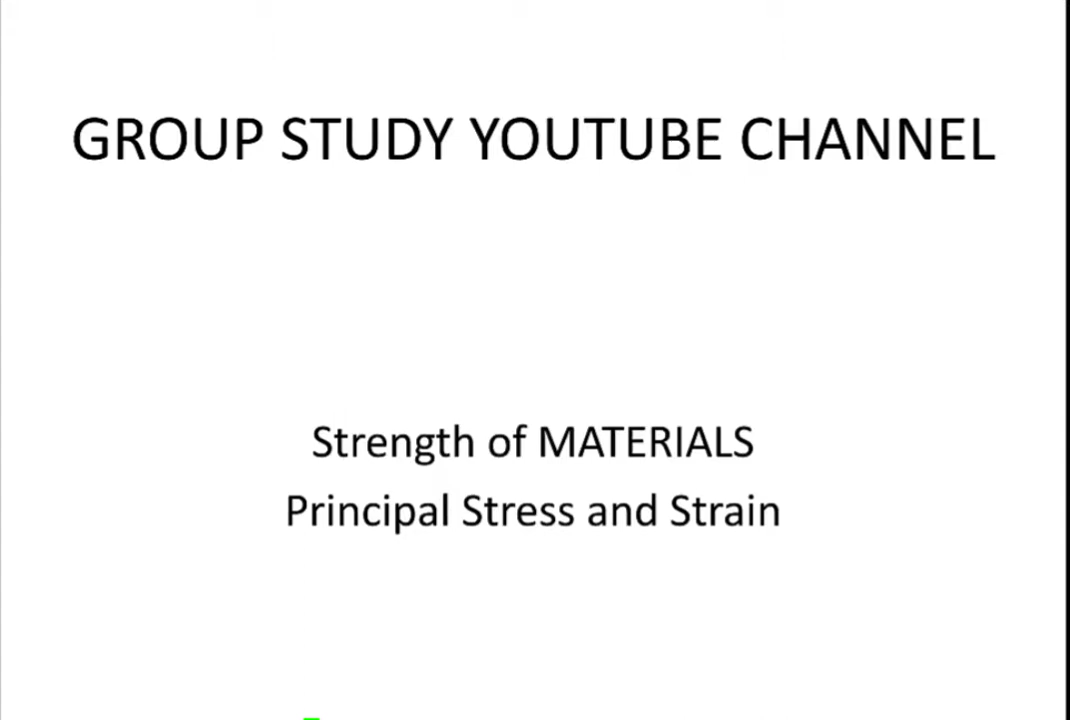 GROUP STUDY YOUTUBE CHANNEL
Strength of MATERIALS
Principal Stress and Strain